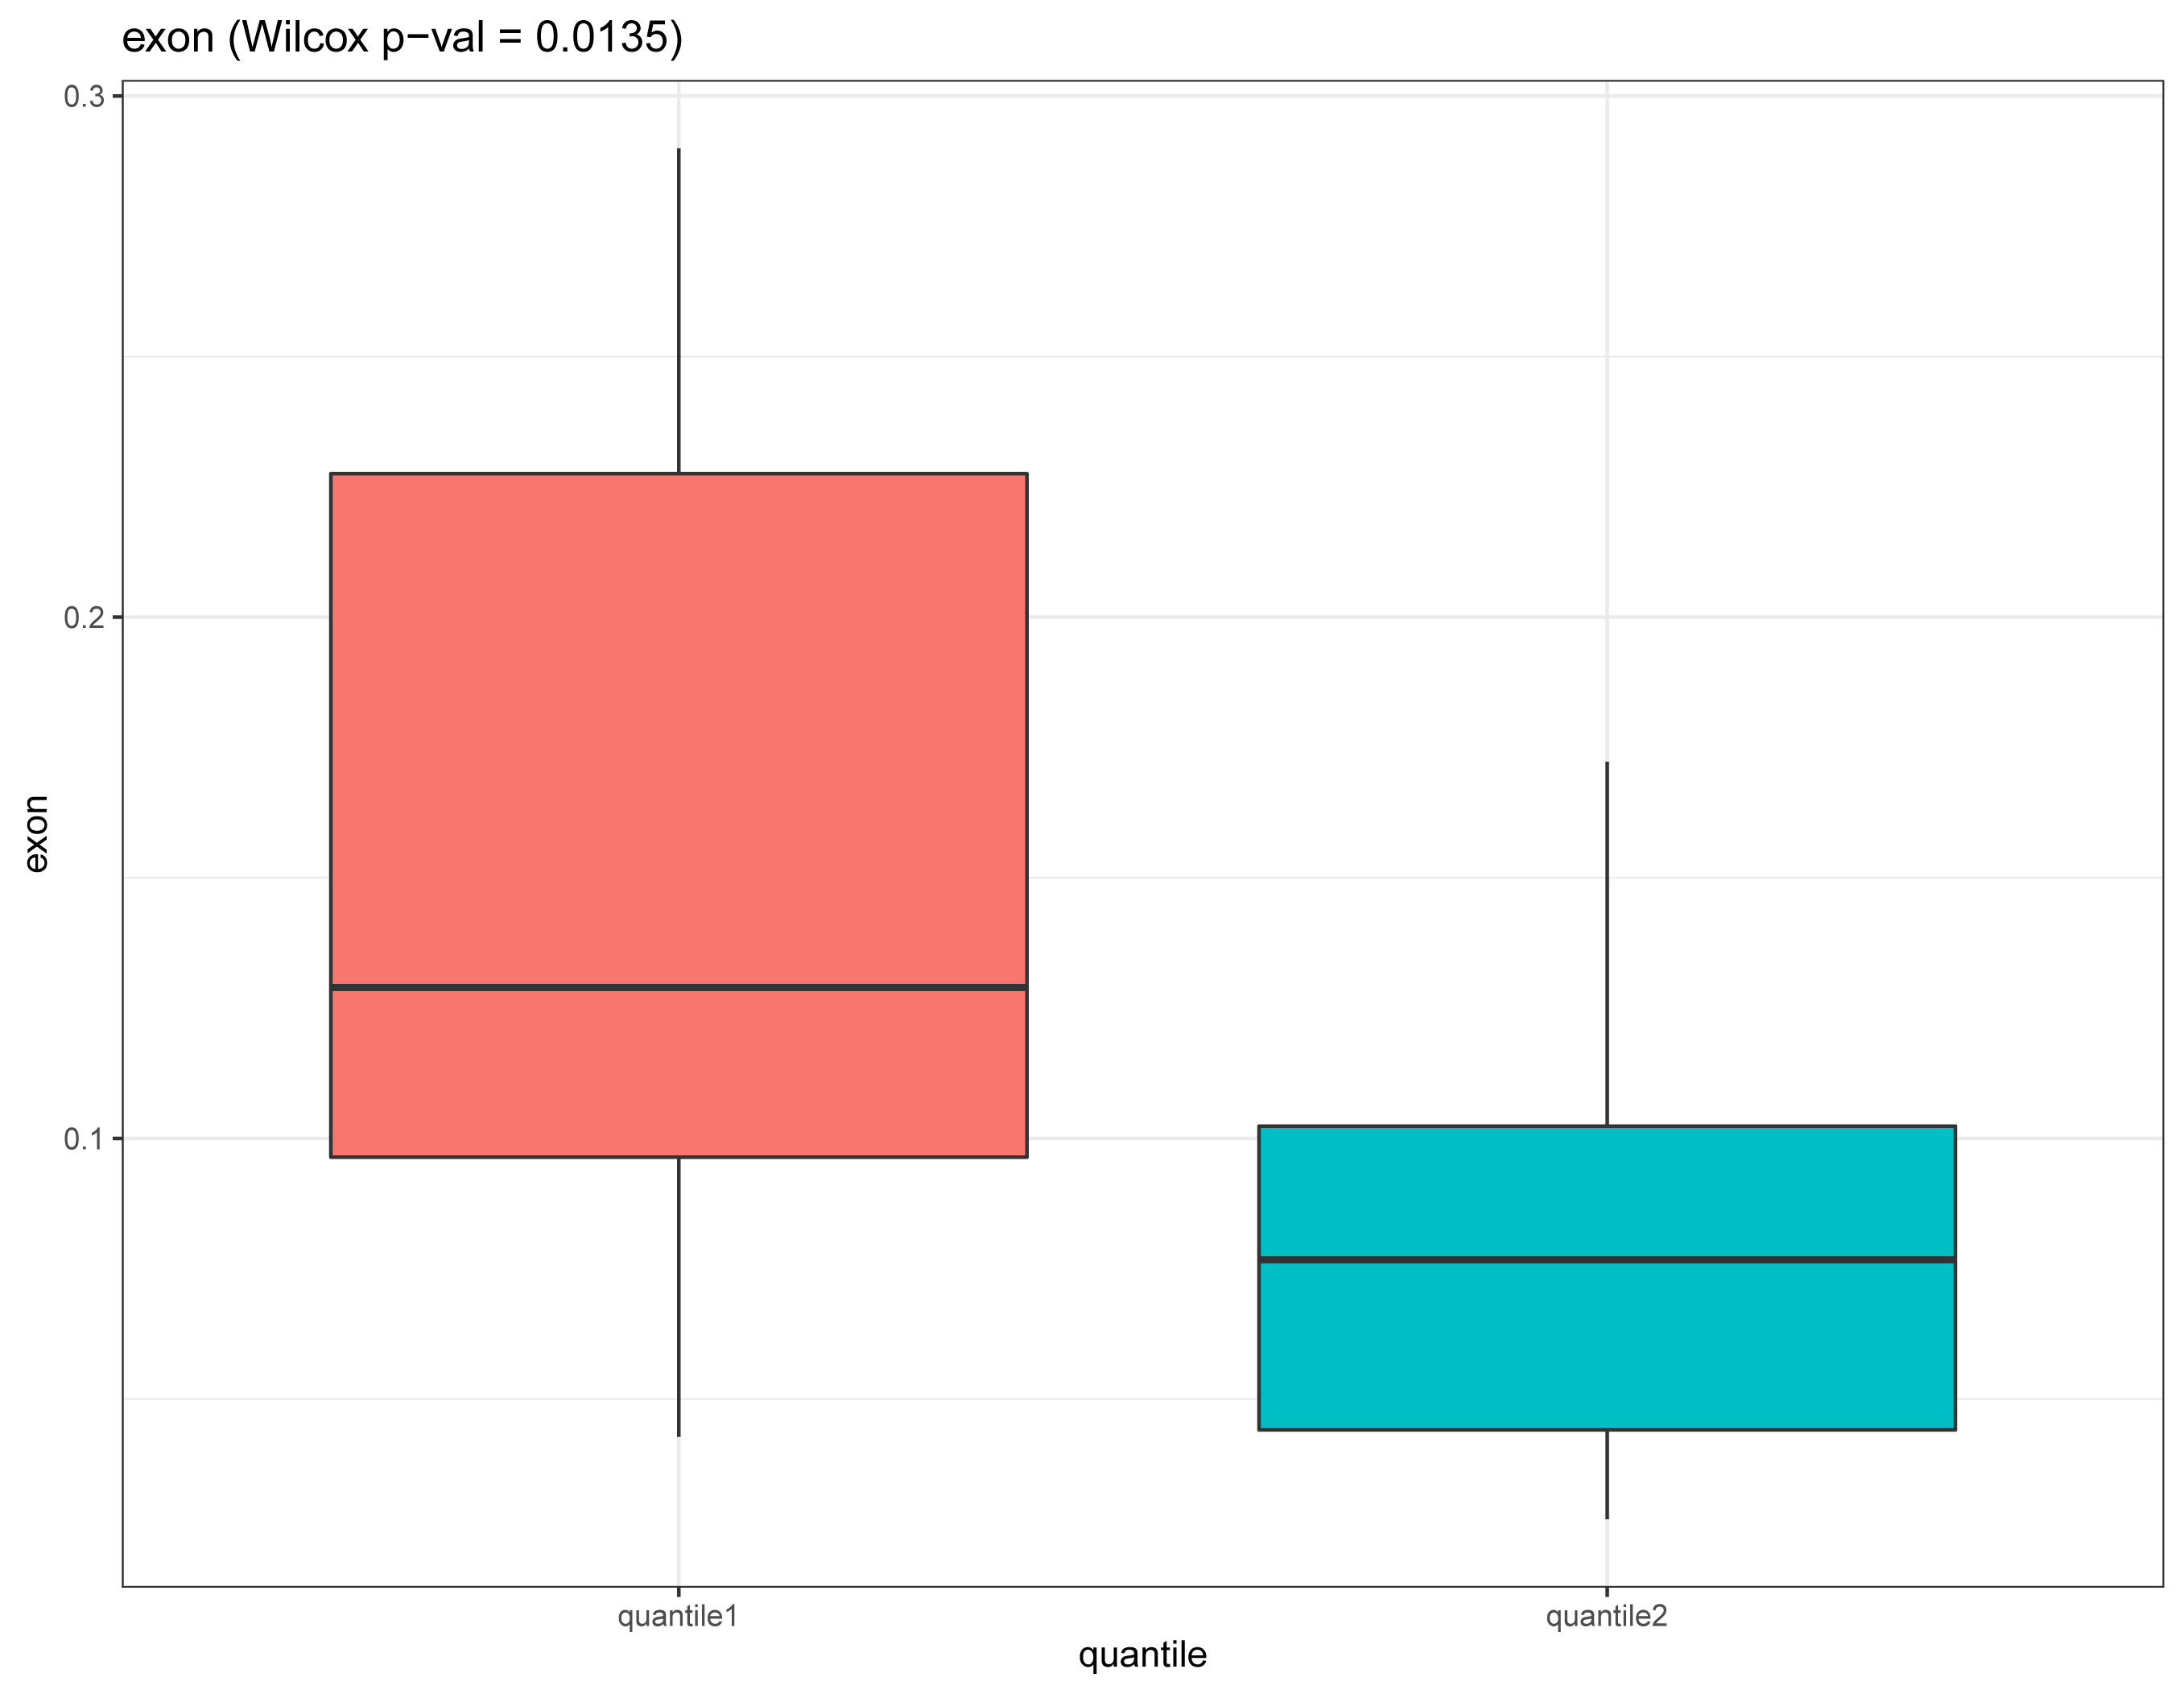 exon (Wilcox p−val = 0.0135)
0.3
0.2
0.1
exon
quantile1
quantile2
quantile